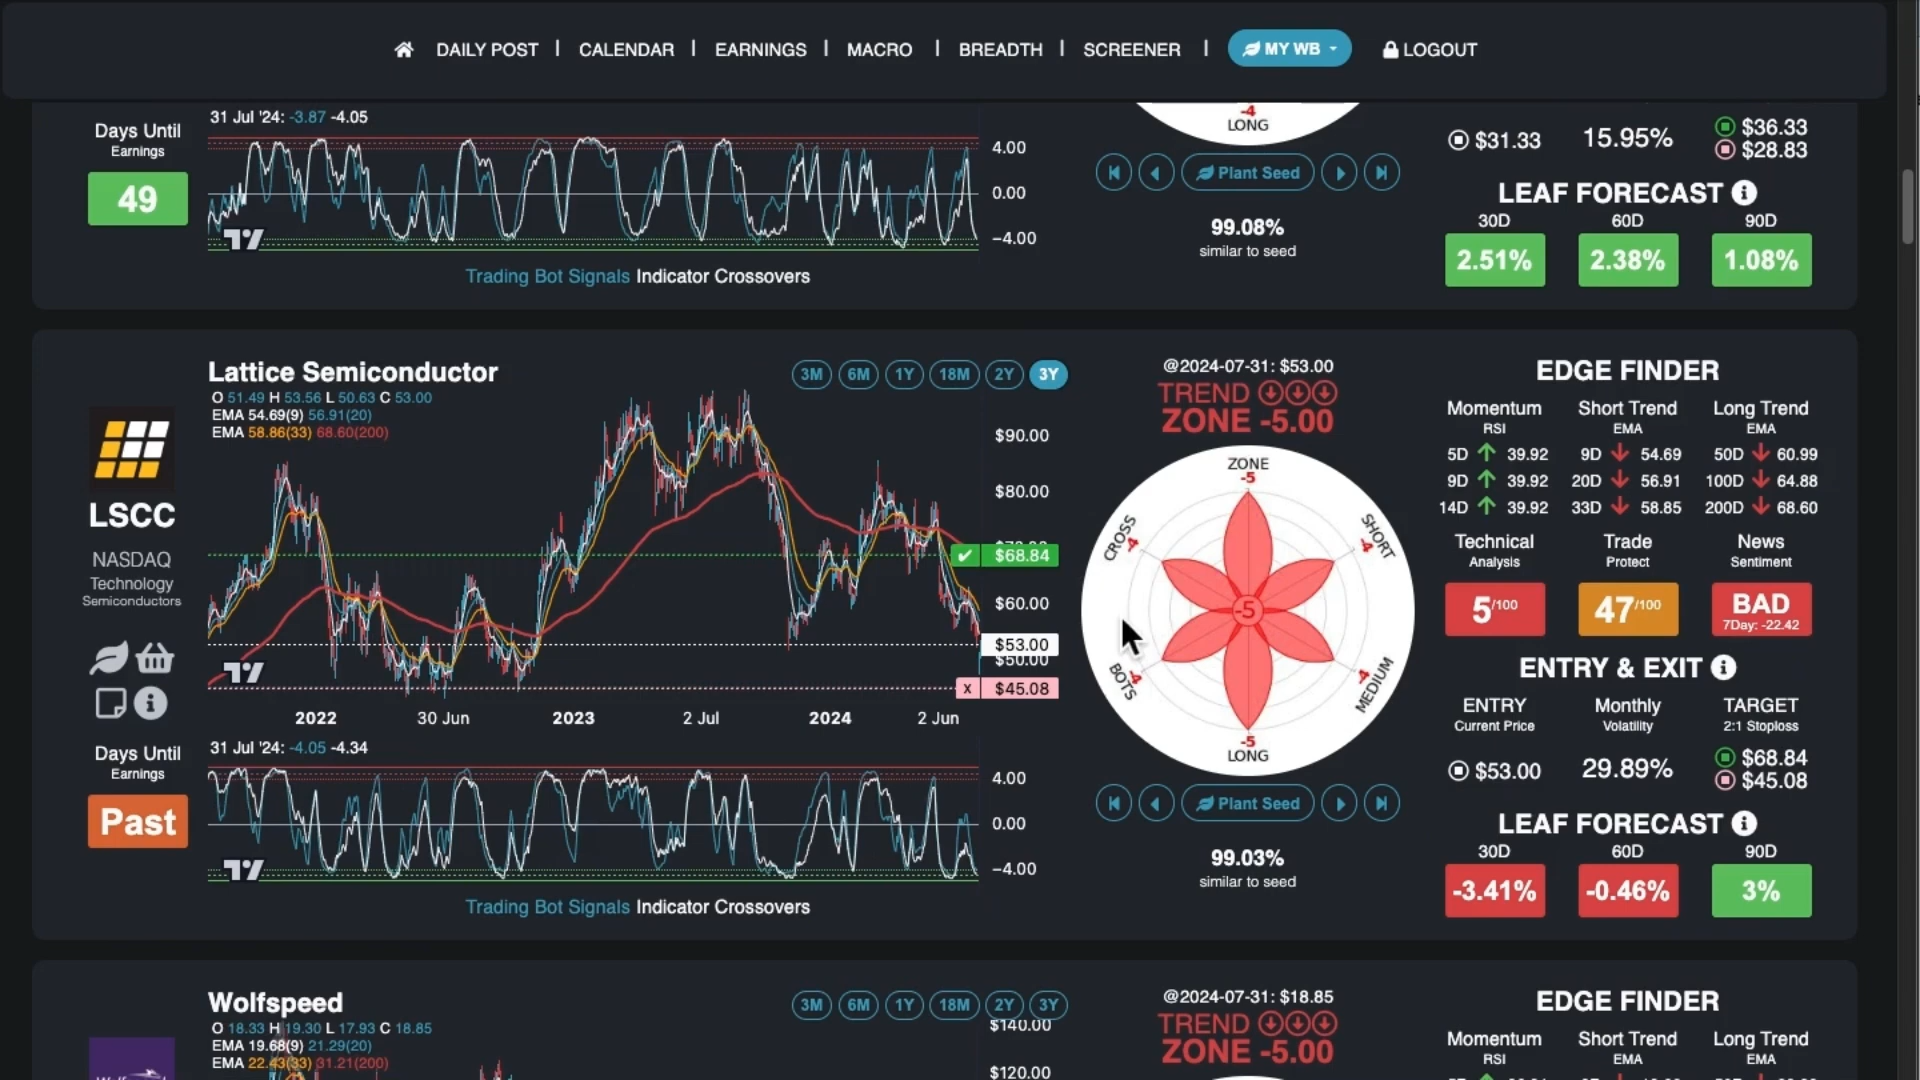 DAILY POST | CALENDAR | EARNINGS | MACRO | BREADTH | SCREENER | MY WB LOGOUT
Days Until
Earnings
49
31 Jul '24: -3.87 -4.05
4.00
0.00
−4.00
Trading Bot Signals Indicator Crossovers
-4
LONG
Plant Seed
99.08%
similar to seed
$31.33
15.95%
$36.33
$28.83
LEAF FORECAST
30D 60D 90D
2.51% 2.38% 1.08%
LSCC
NASDAQ
Technology
Semiconductors
Days Until
Earnings
Past
Lattice Semiconductor
3M 6M 1Y 18M 2Y 3Y
O 51.49 H 53.56 L 50.63 C 53.00
EMA 54.69(9) 56.91(20)
EMA 58.86(33) 68.60(200)
$90.00
$80.00
✔ $68.84
$60.00
$53.00
$50.00
x $45.08
2022 30 Jun 2023 2 Jul 2024 2 Jun
31 Jul '24: -4.05 -4.34
4.00
0.00
−4.00
Trading Bot Signals Indicator Crossovers
@2024-07-31: $53.00
TREND
ZONE -5.00
ZONE
-5
CROSS
-4
SHORT
-4
-5
BOTS
-4
MEDIUM
-4
-5
LONG
Plant Seed
99.03%
similar to seed
EDGE FINDER
Momentum Short Trend Long Trend
RSI EMA EMA
5D 39.92 9D 54.69 50D 60.99
9D 39.92 20D 56.91 100D 64.88
14D 39.92 33D 58.85 200D 68.60
Technical Trade News
Analysis Protect Sentiment
5/100 47/100 BAD
7Day: -22.42
ENTRY & EXIT
ENTRY Monthly TARGET
Current Price Volatility 2:1 Stoploss
$53.00 29.89% $68.84
$45.08
LEAF FORECAST
30D 60D 90D
-3.41% -0.46% 3%
Wolfspeed
3M 6M 1Y 18M 2Y 3Y
O 18.33 H 19.30 L 17.93 C 18.85
EMA 19.68(9) 21.29(20)
EMA 22.43(33) 31.21(200)
$140.00
$120.00
@2024-07-31: $18.85
TREND
ZONE -5.00
EDGE FINDER
Momentum Short Trend Long Trend
RSI EMA EMA